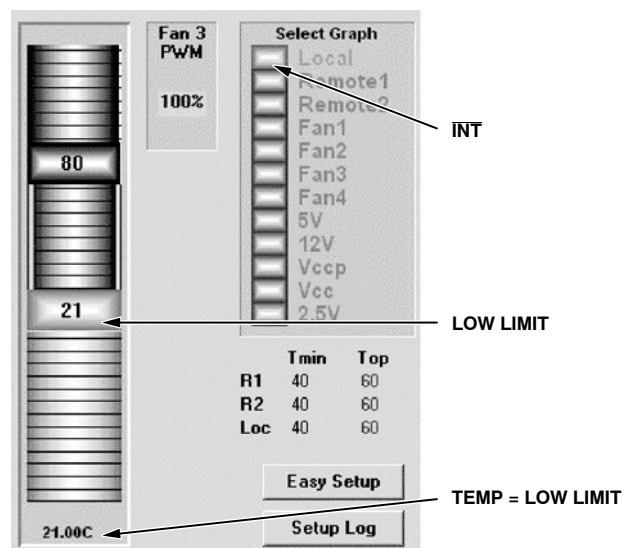 Fan 3
PWM
100%
80
21
21.00C
Select Graph
Local
Remote1
Remote2
Fan1
Fan2
Fan3
Fan4
5V
12V
Vccp
Vcc
2.5V
Tmin Top
R1 40 60
R2 40 60
Loc 40 60
Easy Setup
Setup Log
INT
LOW LIMIT
TEMP = LOW LIMIT